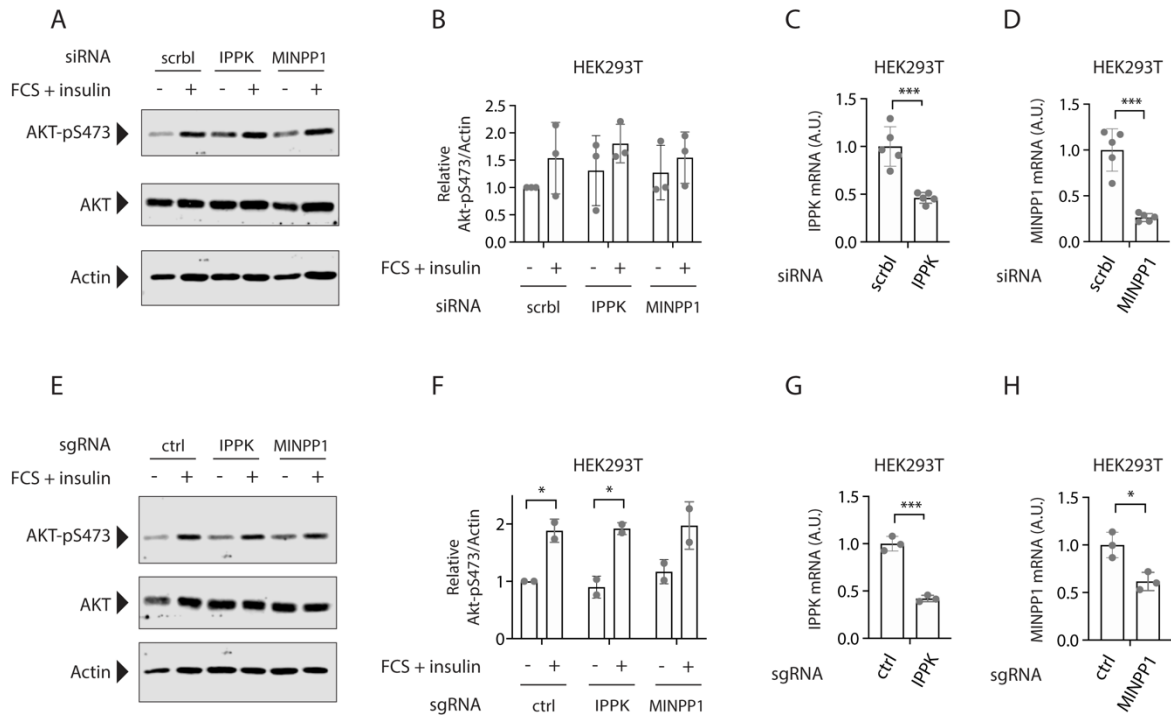 A
siRNA scrbl IPPK MINPP1
FCS + insulin - + - + - +
AKT-pS473
AKT
Actin
B
HEK293T
Relative
Akt-pS473/Actin
2.5
2.0
1.5
1.0
0.5
0.0
FCS + insulin - + - + - +
siRNA scrbl IPPK MINPP1
C
HEK293T
***
IPPK mRNA (A.U.)
1.5
1.0
0.5
0.0
siRNA scrbl IPPK
D
HEK293T
***
MINPP1 mRNA (A.U.)
1.5
1.0
0.5
0.0
siRNA scrbl MINPP1
E
sgRNA ctrl IPPK MINPP1
FCS + insulin - + - + - +
AKT-pS473
AKT
Actin
F
HEK293T
* *
Relative
Akt-pS473/Actin
2
1
0
FCS + insulin - + - + - +
sgRNA ctrl IPPK MINPP1
G
HEK293T
***
IPPK mRNA (A.U.)
1.5
1.0
0.5
0.0
sgRNA ctrl IPPK
H
HEK293T
*
MINPP1 mRNA (A.U.)
1.5
1.0
0.5
0.0
sgRNA ctrl MINPP1